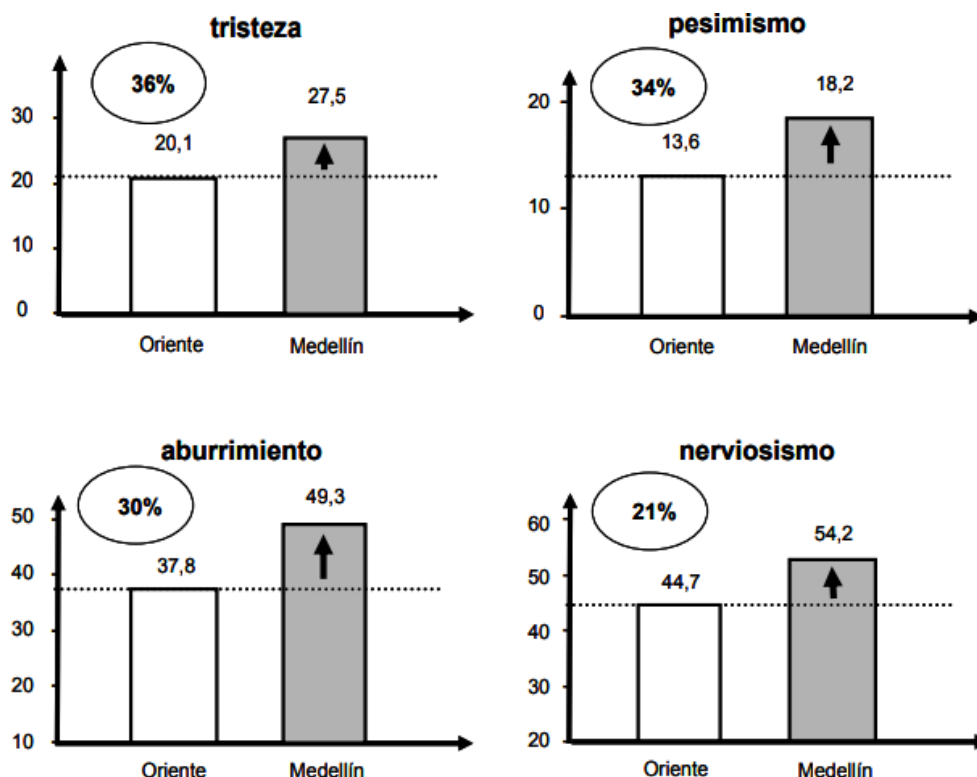 tristeza
36%
30
20
10
0
20,1
27,5
Oriente
Medellín
pesimismo
34%
20
10
0
13,6
18,2
Oriente
Medellín
aburrimiento
30%
50
40
30
20
10
37,8
49,3
Oriente
Medellín
nerviosismo
21%
60
50
40
30
20
44,7
54,2
Oriente
Medellín